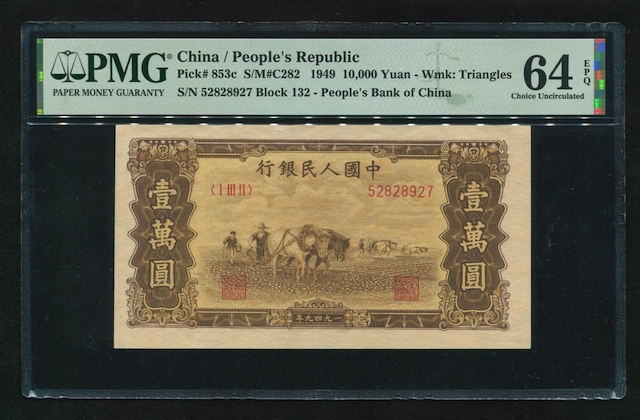 PMG®
PAPER MONEY GUARANTY
China / People's Republic
Pick# 853c S/M#C282 1949 10,000 Yuan - Wmk: Triangles
S/N 52828927 Block 132 - People's Bank of China
64 EPQ
Choice Uncirculated
行銀民人國中
〈I III II〉 52828927
壹萬圓
壹萬圓
年九四九一